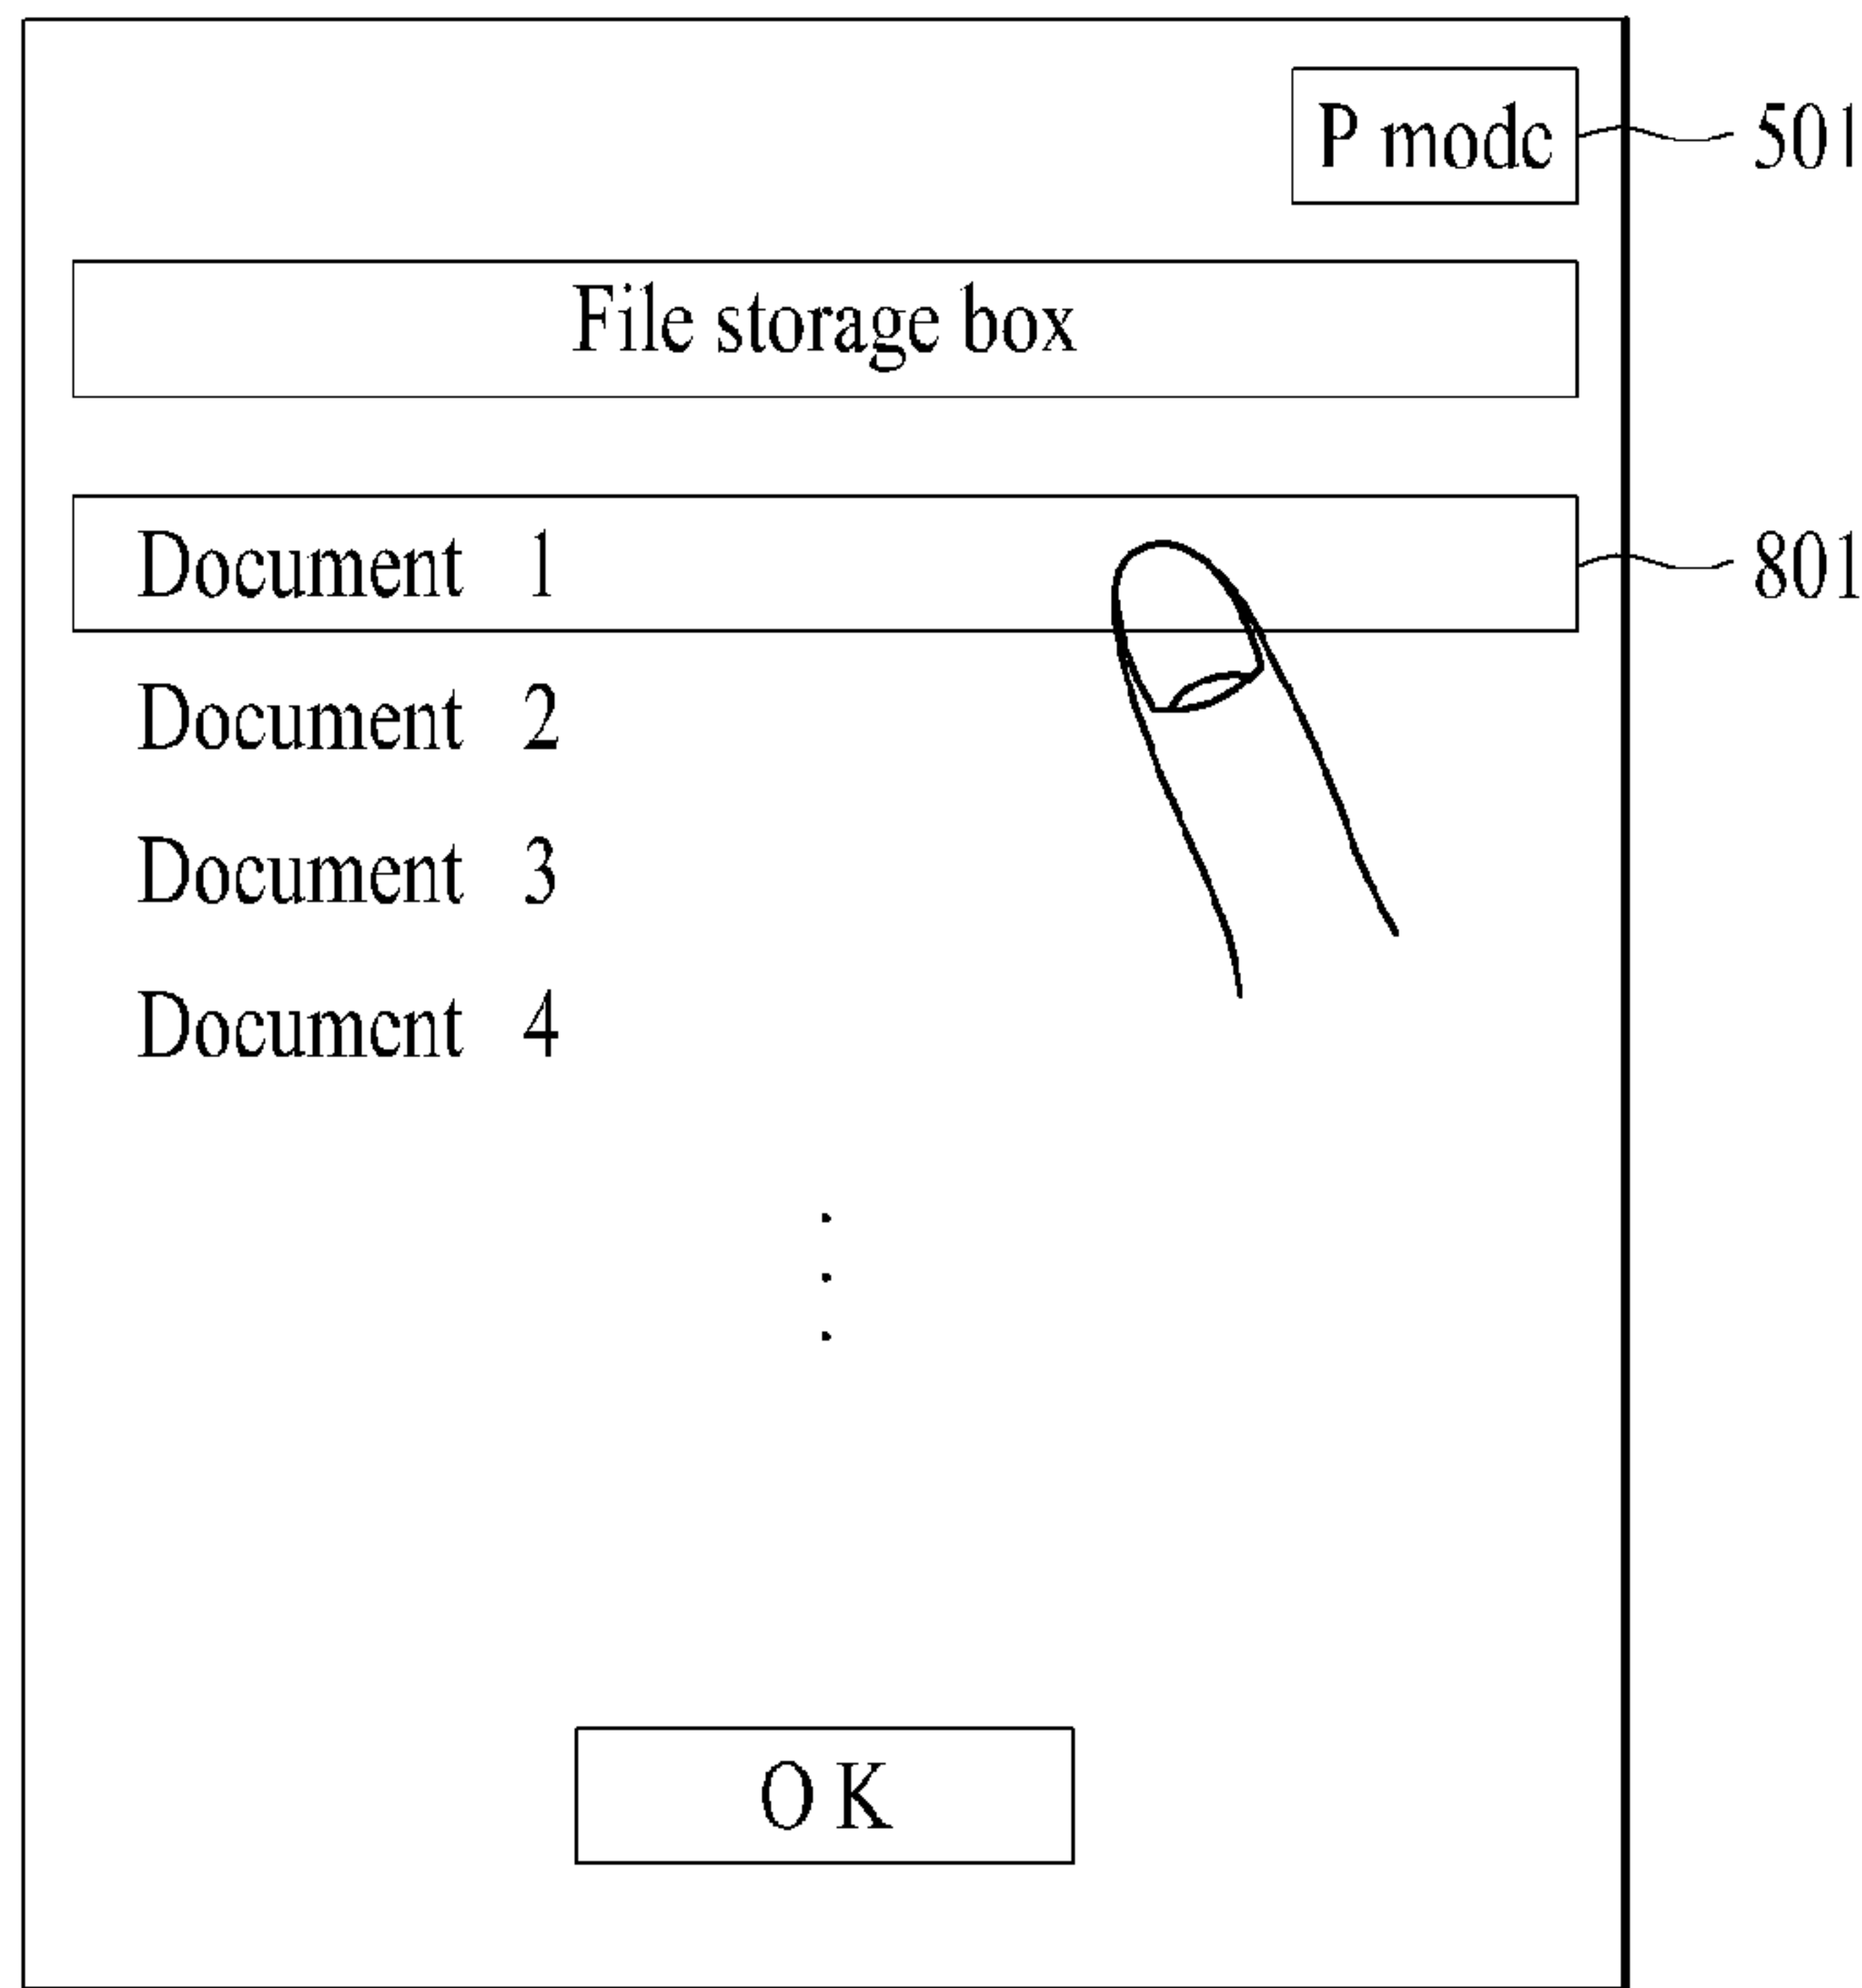 P mode
501
File storage box
Document 1
801
Document 2
Document 3
Document 4
OK